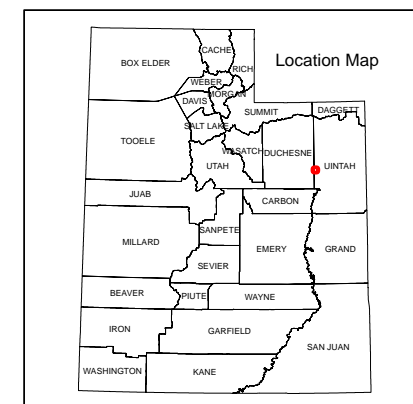 Location Map
CACHE
BOX ELDER
RICH
WEBER
MORGAN
DAVIS
SUMMIT
DAGGETT
SALT LAKE
TOOELE
WASATCH
DUCHESNE
UINTAH
UTAH
JUAB
CARBON
SANPETE
MILLARD
EMERY
GRAND
SEVIER
BEAVER
PIUTE
WAYNE
IRON
GARFIELD
SAN JUAN
WASHINGTON
KANE